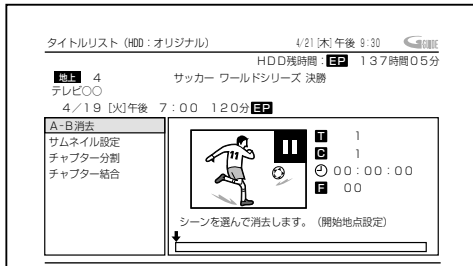 タイトルリスト（HDD：オリジナル） 4/21[木]午後 9:30 GGUIDE
HDD残時間：EP 137時間05分
地上 4 サッカー ワールドシリーズ 決勝
テレビ○○
4／19 [火]午後 7：00 120分EP
A-B消去
サムネイル設定
チャプター分割
チャプター結合
11
T 1
C 1
00：00：00
F 00
シーンを選んで消去します。（開始地点設定）